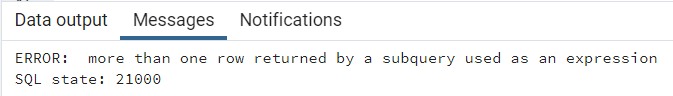 Data output Messages Notifications
ERROR:  more than one row returned by a subquery used as an expression
SQL state: 21000